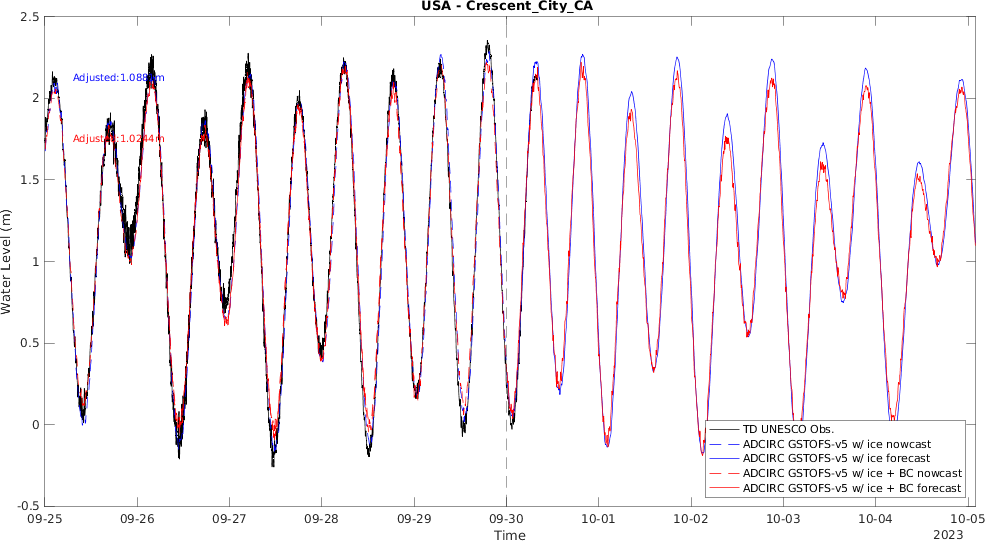 USA - Crescent_City_CA
2.5
2
1.5
1
0.5
0
-0.5
Water Level (m)
Adjusted:1.0244m
09-25
09-26
09-27
09-28
09-29
09-30
10-01
10-02
10-03
10-04
10-05
Time
2023
TD UNESCO Obs.
ADCIRC GSTOFS-v5 w/ ice nowcast
ADCIRC GSTOFS-v5 w/ ice forecast
ADCIRC GSTOFS-v5 w/ ice + BC nowcast
ADCIRC GSTOFS-v5 w/ ice + BC forecast